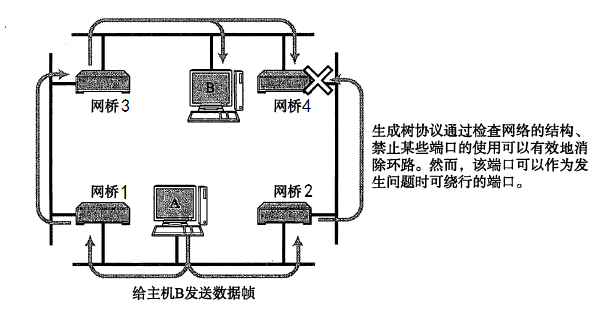 B
网桥3
网桥4
生成树协议通过检查网络的结构、
禁止某些端口的使用可以有效地消
除环路。然而，该端口可以作为发
生问题时可绕行的端口。
网桥1
网桥2
A
给主机B发送数据帧